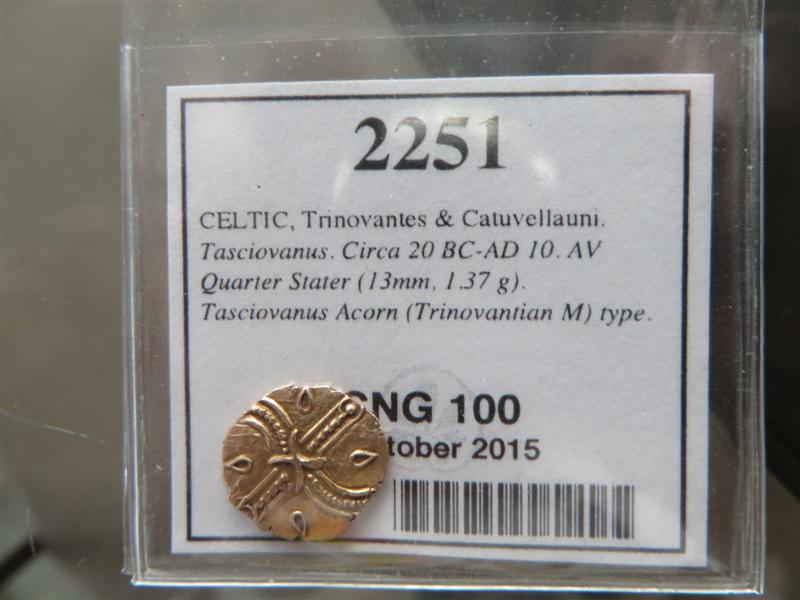 2251
CELTIC, Trinovantes & Catuvellauni.
Tasciovanus. Circa 20 BC-AD 10. AV
Quarter Stater (13mm, 1.37 g).
Tasciovanus Acorn (Trinovantian M) type.
NG 100
tober 2015